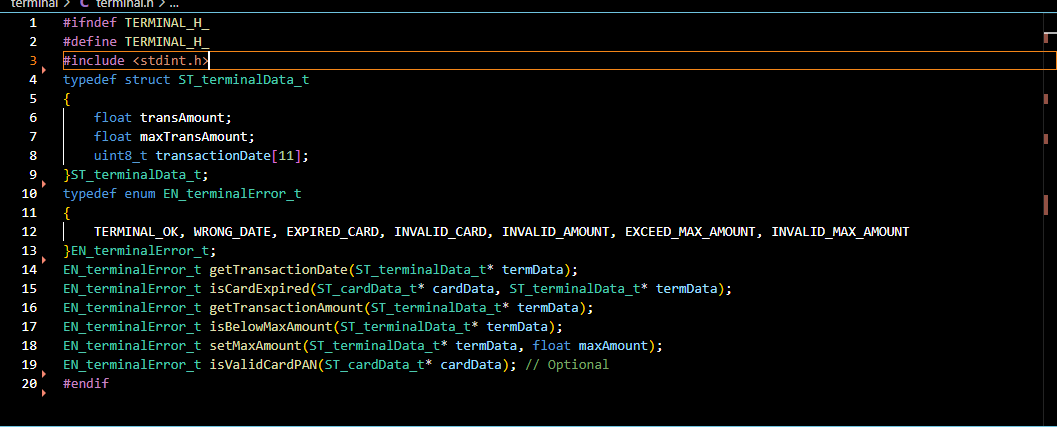 terminal > C terminal.h > ...
1 #ifndef TERMINAL_H_
2 #define TERMINAL_H_
3 #include <stdint.h>
4 typedef struct ST_terminalData_t
5 {
6 float transAmount;
7 float maxTransAmount;
8 uint8_t transactionDate[11];
9 }ST_terminalData_t;
10 typedef enum EN_terminalError_t
11 {
12 TERMINAL_OK, WRONG_DATE, EXPIRED_CARD, INVALID_CARD, INVALID_AMOUNT, EXCEED_MAX_AMOUNT, INVALID_MAX_AMOUNT
13 }EN_terminalError_t;
14 EN_terminalError_t getTransactionDate(ST_terminalData_t* termData);
15 EN_terminalError_t isCardExpired(ST_cardData_t* cardData, ST_terminalData_t* termData);
16 EN_terminalError_t getTransactionAmount(ST_terminalData_t* termData);
17 EN_terminalError_t isBelowMaxAmount(ST_terminalData_t* termData);
18 EN_terminalError_t setMaxAmount(ST_terminalData_t* termData, float maxAmount);
19 EN_terminalError_t isValidCardPAN(ST_cardData_t* cardData); // Optional
20 #endif